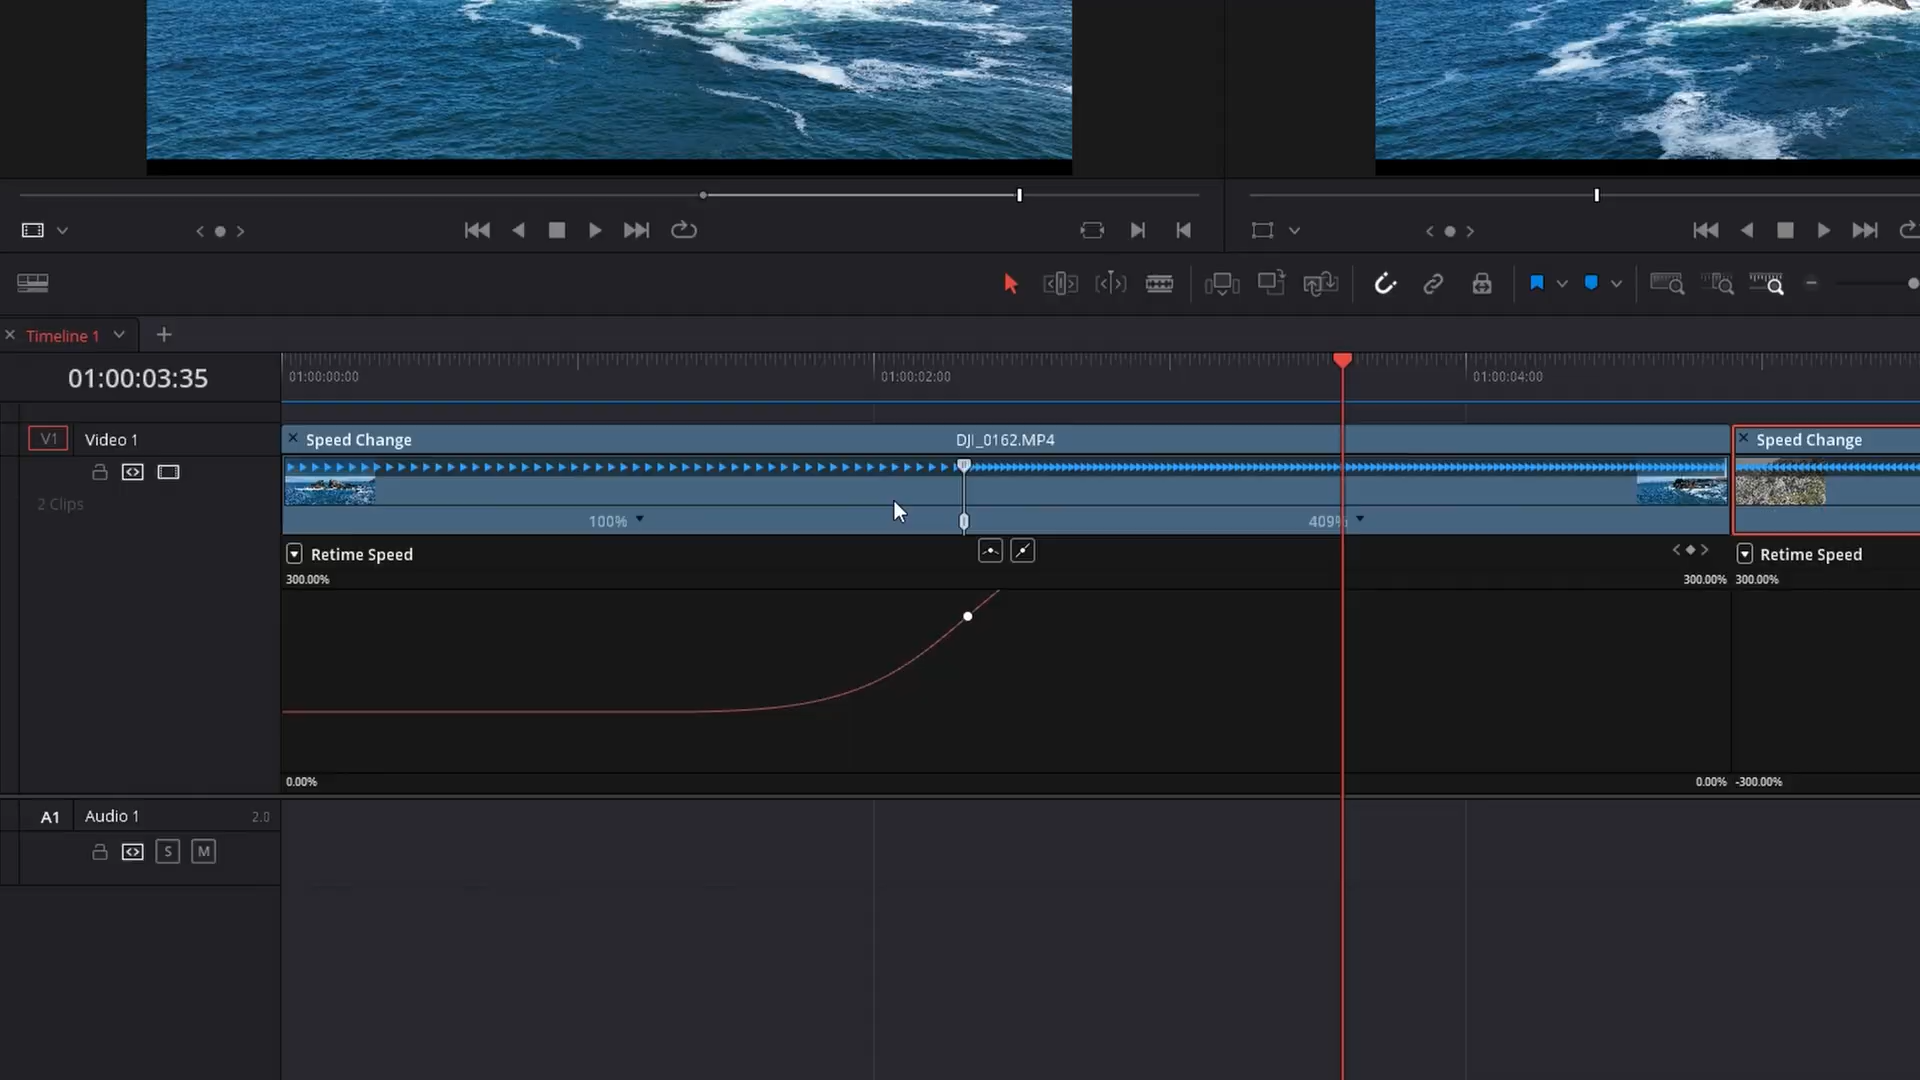 Timeline 1
01:00:03:35
01:00:00:00
01:00:02:00
01:00:04:00
V1
Video 1
2 Clips
Speed Change
DJI_0162.MP4
Speed Change
100%
409%
Retime Speed
Retime Speed
300.00%
300.00%
300.00%
0.00%
0.00%
-300.00%
A1
Audio 1
2.0
S
M